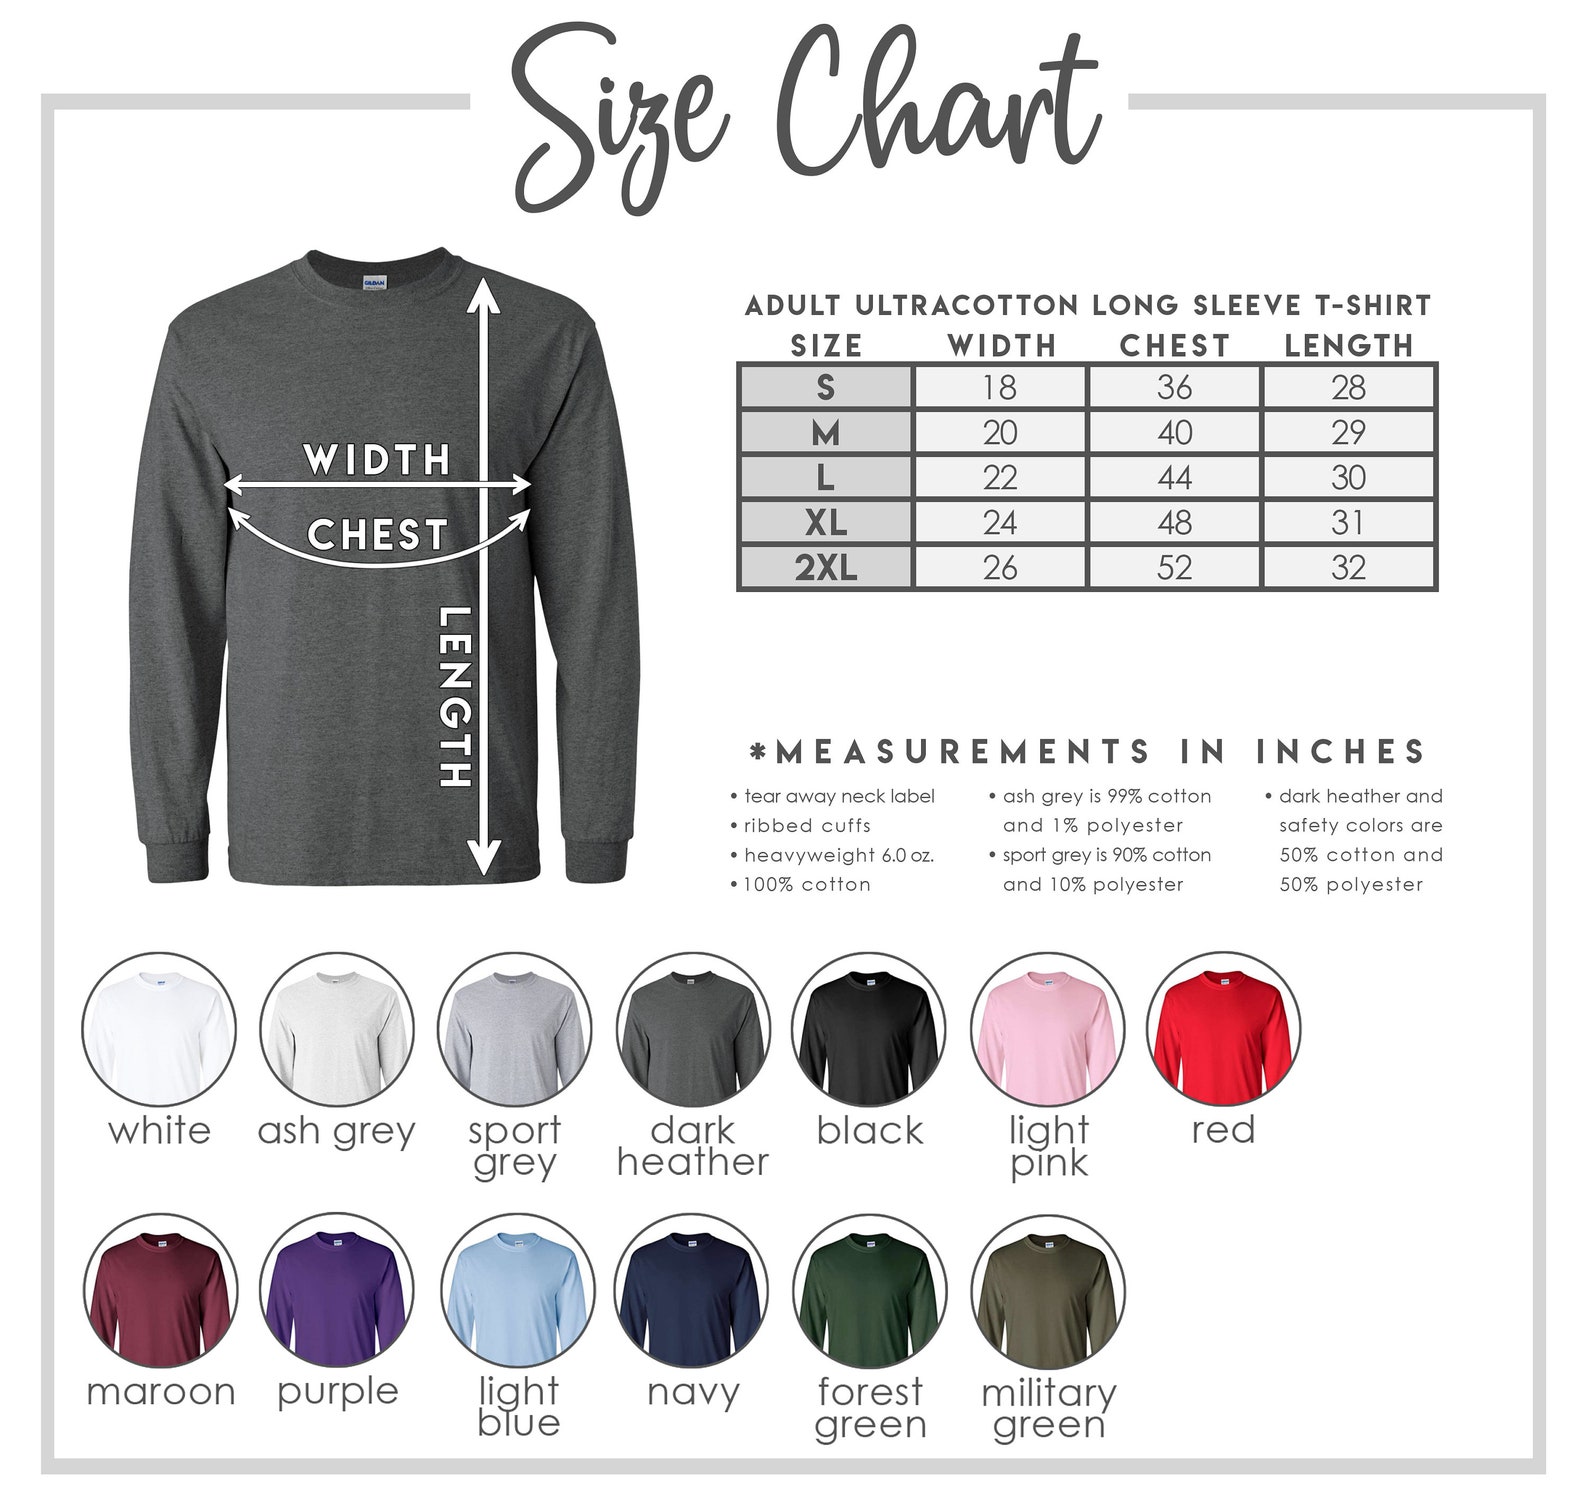 Size Chart
GILDAN
WIDTH
CHEST
LENGTH
ADULT ULTRACOTTON LONG SLEEVE T-SHIRT
SIZE WIDTH CHEST LENGTH
S 18 36 28
M 20 40 29
L 22 44 30
XL 24 48 31
2XL 26 52 32
*MEASUREMENTS IN INCHES
• tear away neck label
• ribbed cuffs
• heavyweight 6.0 oz.
• 100% cotton
• ash grey is 99% cotton
and 1% polyester
• sport grey is 90% cotton
and 10% polyester
• dark heather and
safety colors are
50% cotton and
50% polyester
white
ash grey
sport
grey
dark
heather
black
light
pink
red
maroon
purple
light
blue
navy
forest
green
military
green